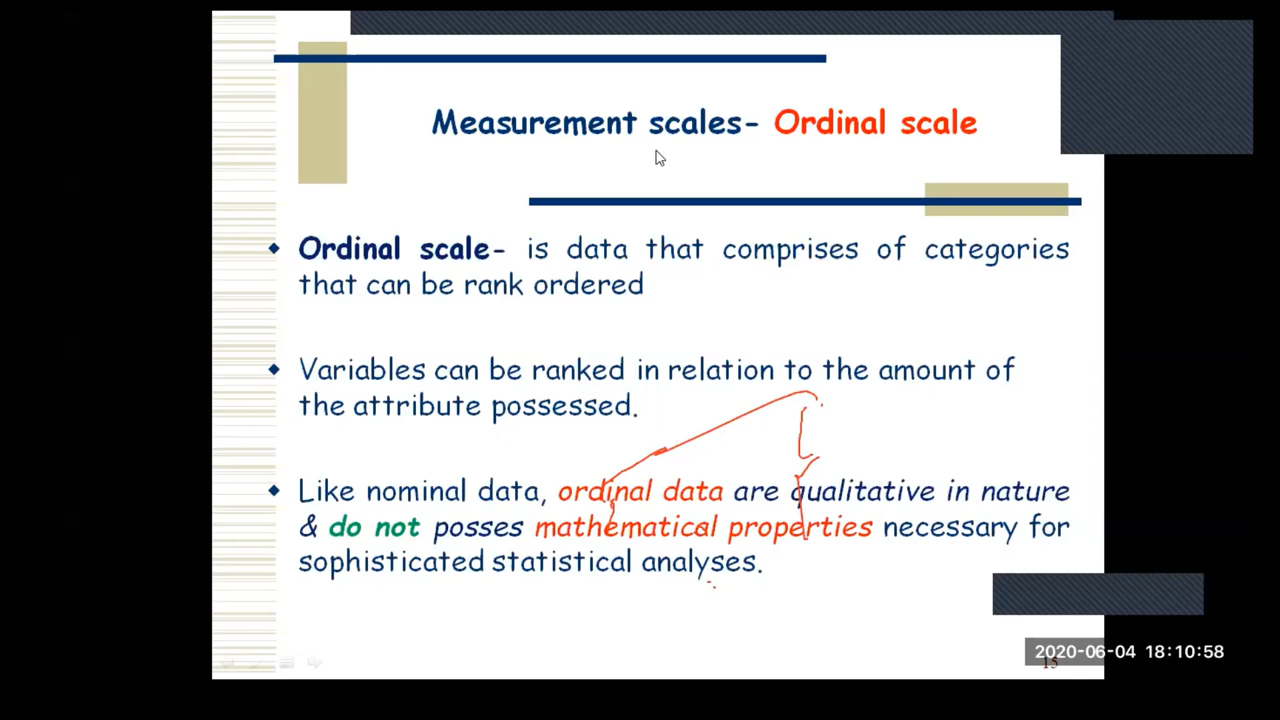 Measurement scales- Ordinal scale
Ordinal scale- is data that comprises of categories
that can be rank ordered
Variables can be ranked in relation to the amount of
the attribute possessed.
Like nominal data, ordinal data are qualitative in nature
& do not posses mathematical properties necessary for
sophisticated statistical analyses.
2020-06-04 18:10:58